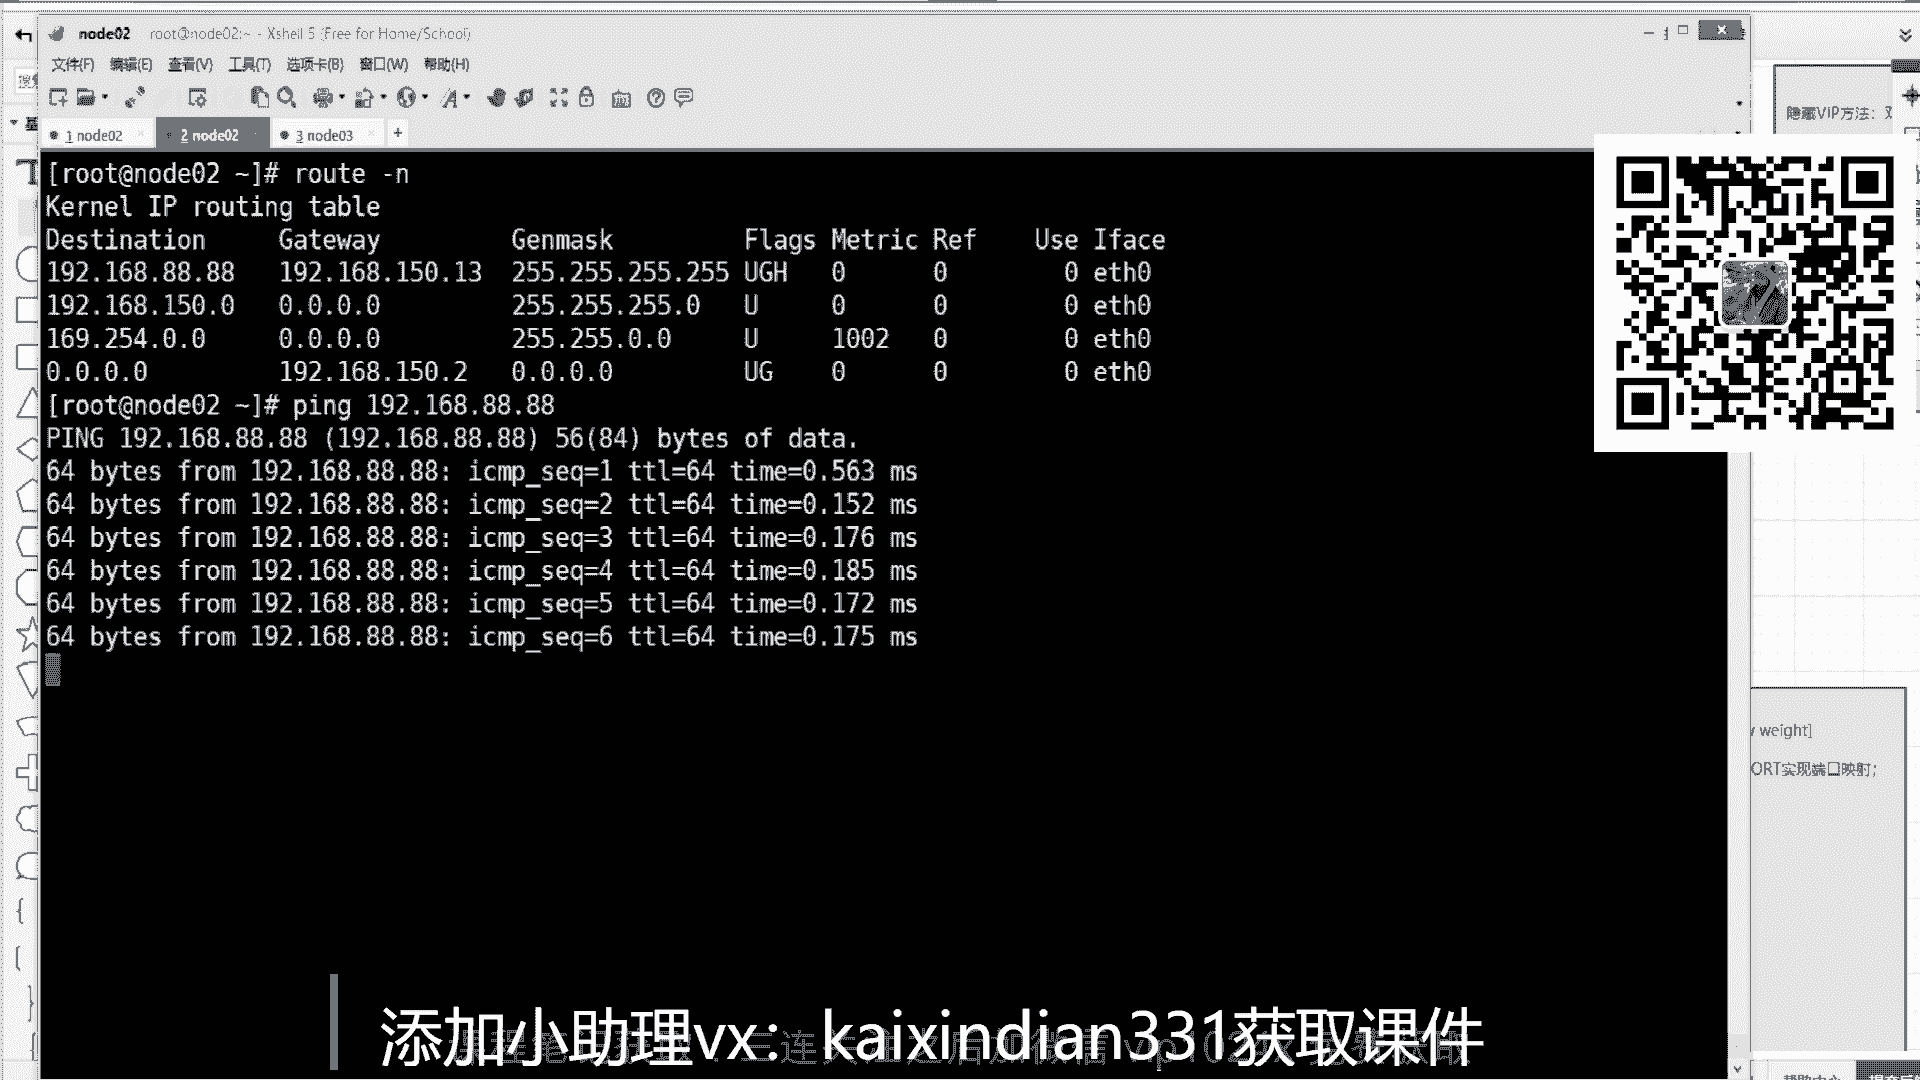 node02 root@node02:~ - Xshell 5 (Free for Home/School)
文件(F) 编辑(E) 查看(V) 工具(T) 选项卡(B) 窗口(W) 帮助(H)
隐藏VIP方法：
1 node02
2 node02
3 node03
+
[root@node02 ~]# route -n
Kernel IP routing table
Destination Gateway Genmask Flags Metric Ref Use Iface
192.168.88.88 192.168.150.13 255.255.255.255 UGH 0 0 0 eth0
192.168.150.0 0.0.0.0 255.255.255.0 U 0 0 0 eth0
169.254.0.0 0.0.0.0 255.255.0.0 U 1002 0 0 eth0
0.0.0.0 192.168.150.2 0.0.0.0 UG 0 0 0 eth0
[root@node02 ~]# ping 192.168.88.88
PING 192.168.88.88 (192.168.88.88) 56(84) bytes of data.
64 bytes from 192.168.88.88: icmp_seq=1 ttl=64 time=0.563 ms
64 bytes from 192.168.88.88: icmp_seq=2 ttl=64 time=0.152 ms
64 bytes from 192.168.88.88: icmp_seq=3 ttl=64 time=0.176 ms
64 bytes from 192.168.88.88: icmp_seq=4 ttl=64 time=0.185 ms
64 bytes from 192.168.88.88: icmp_seq=5 ttl=64 time=0.172 ms
64 bytes from 192.168.88.88: icmp_seq=6 ttl=64 time=0.175 ms
weight]
ORT实现端口映射；
添加小助理vx：kaixindian331获取课件